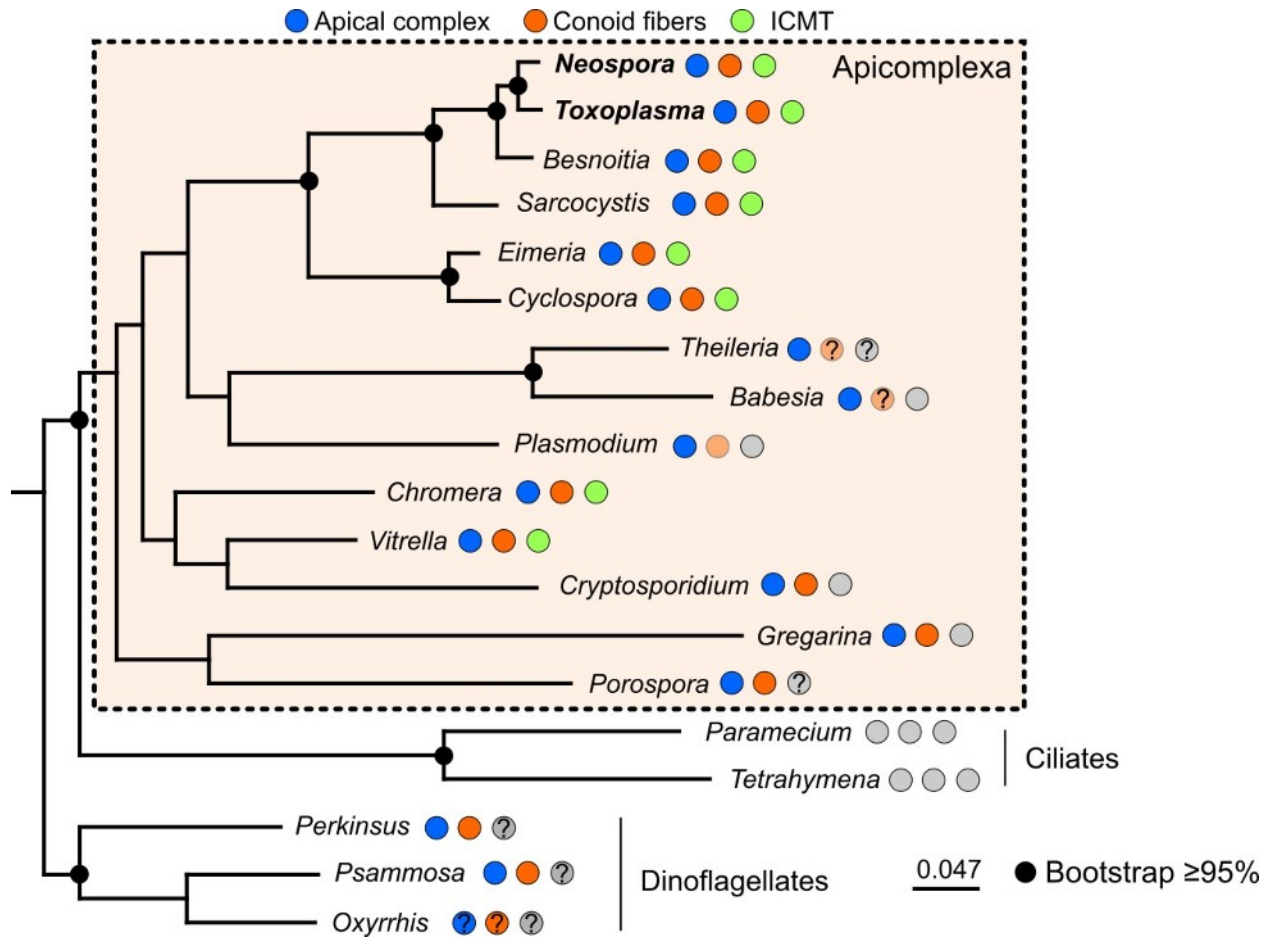 Apical complex Conoid fibers ICMT
Apicomplexa
Neospora
Toxoplasma
Besnoitia
Sarcocystis
Eimeria
Cyclospora
Theileria ? ?
Babesia ?
Plasmodium
Chromera
Vitrella
Cryptosporidium
Gregarina
Porospora ?
Paramecium
Ciliates
Tetrahymena
Perkinsus ?
Psammosa ?
Dinoflagellates
0.047 Bootstrap ≥95%
Oxyrrhis ? ? ?